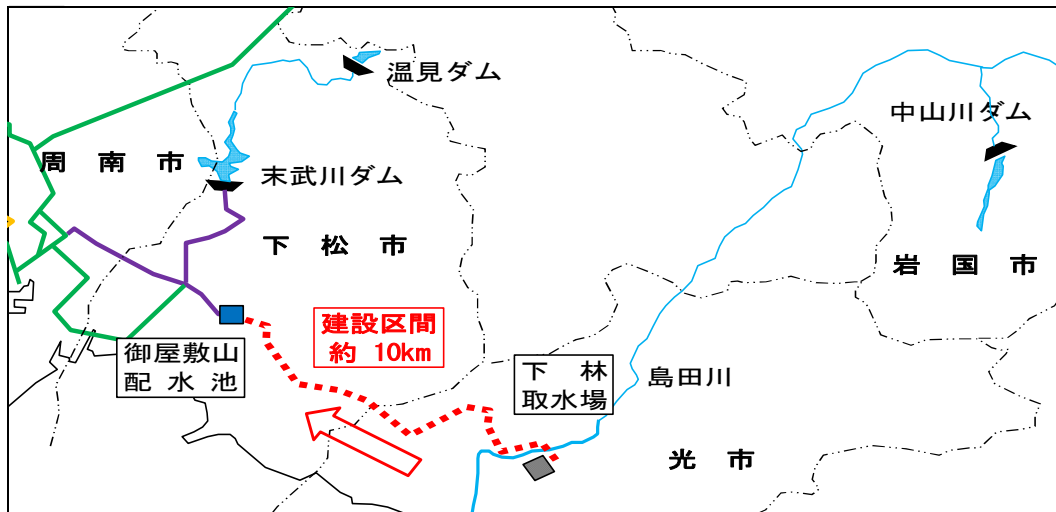 温見ダム
中山川ダム
周南市
末武川ダム
下松市
岩国市
建設区間
約 10km
御屋敷山
配水池
下林
取水場
島田川
光市